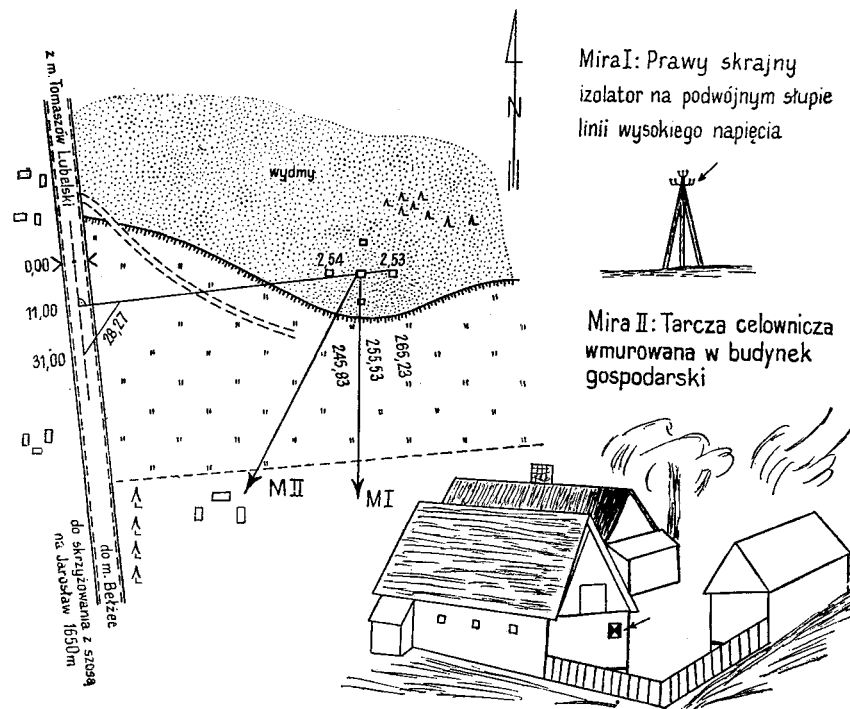 z m. Tomaszów Lubelski
N
wydmy
0,00
11,00
31,00
28,27
2,54
2,53
245,83
255,53
265,23
M II
MI
do m. Bełżec
do skrzyżowania z szosą
na Jarosław 1650m
Mira I: Prawy skrajny
izolator na podwójnym słupie
linii wysokiego napięcia
Mira II: Tarcza celownicza
wmurowana w budynek
gospodarski